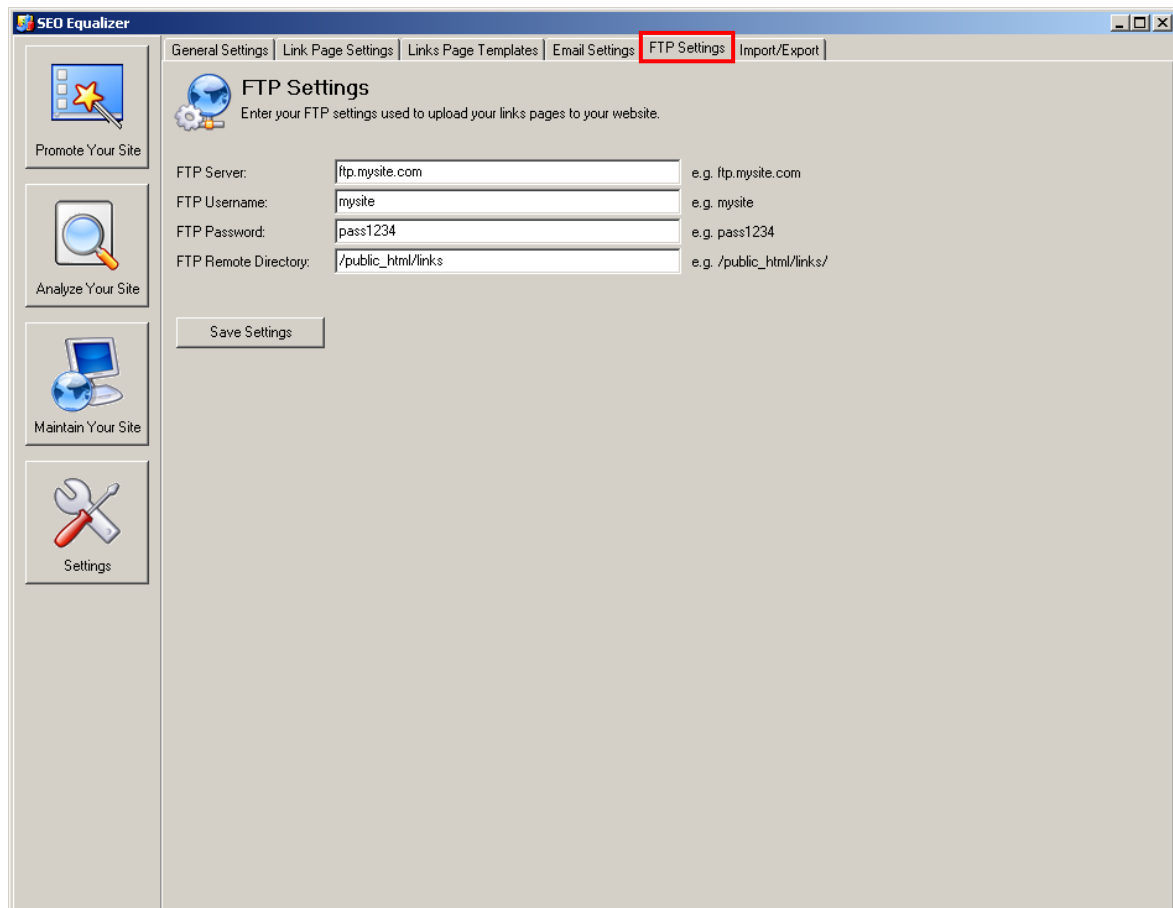 SEO Equalizer
General Settings Link Page Settings Links Page Templates Email Settings FTP Settings Import/Export
Promote Your Site
Analyze Your Site
Maintain Your Site
Settings
FTP Settings
Enter your FTP settings used to upload your links pages to your website.
FTP Server: ftp.mysite.com e.g. ftp.mysite.com
FTP Username: mysite e.g. mysite
FTP Password: pass1234 e.g. pass1234
FTP Remote Directory: /public_html/links e.g. /public_html/links/
Save Settings